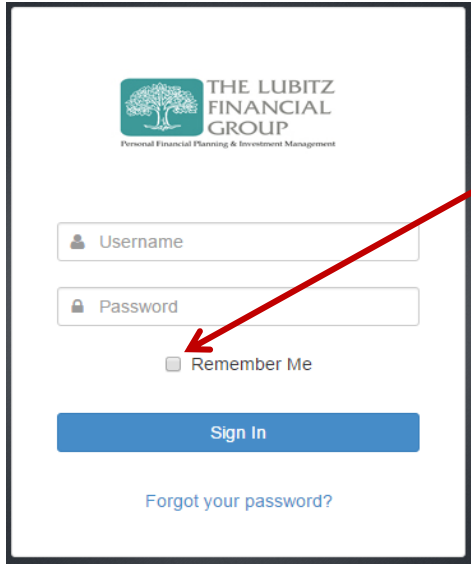 THE LUBITZ
FINANCIAL
GROUP
Personal Financial Planning & Investment Management
Username
Password
Remember Me
Sign In
Forgot your password?